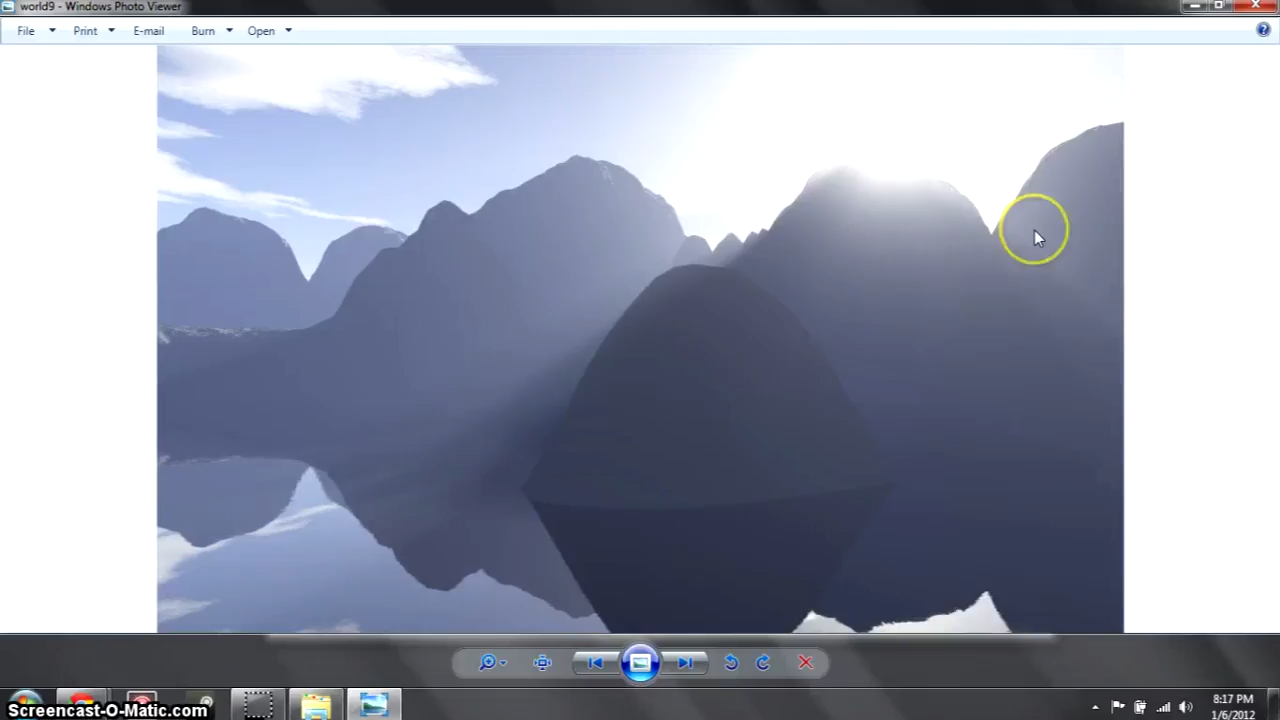 world9 - Windows Photo Viewer
File Print E-mail Burn Open
8:17 PM
1/6/2012
Screencast-O-Matic.com